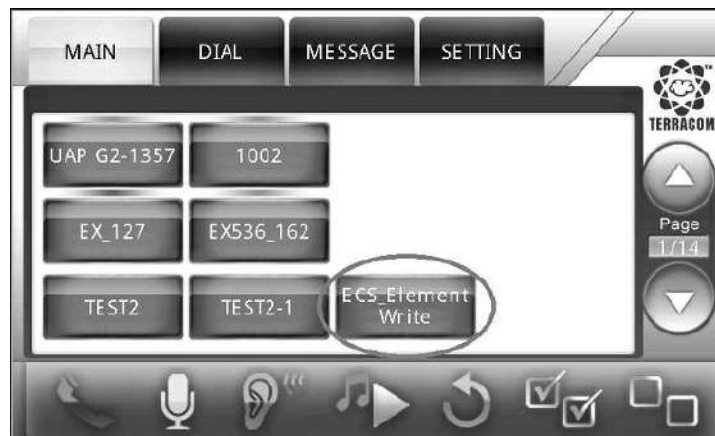 MAIN
DIAL
MESSAGE
SETTING
TERRACOM
™
UAP G2-1357
1002
EX_127
EX536_162
Page
1/14
TEST2
TEST2-1
ECS_Element
Write